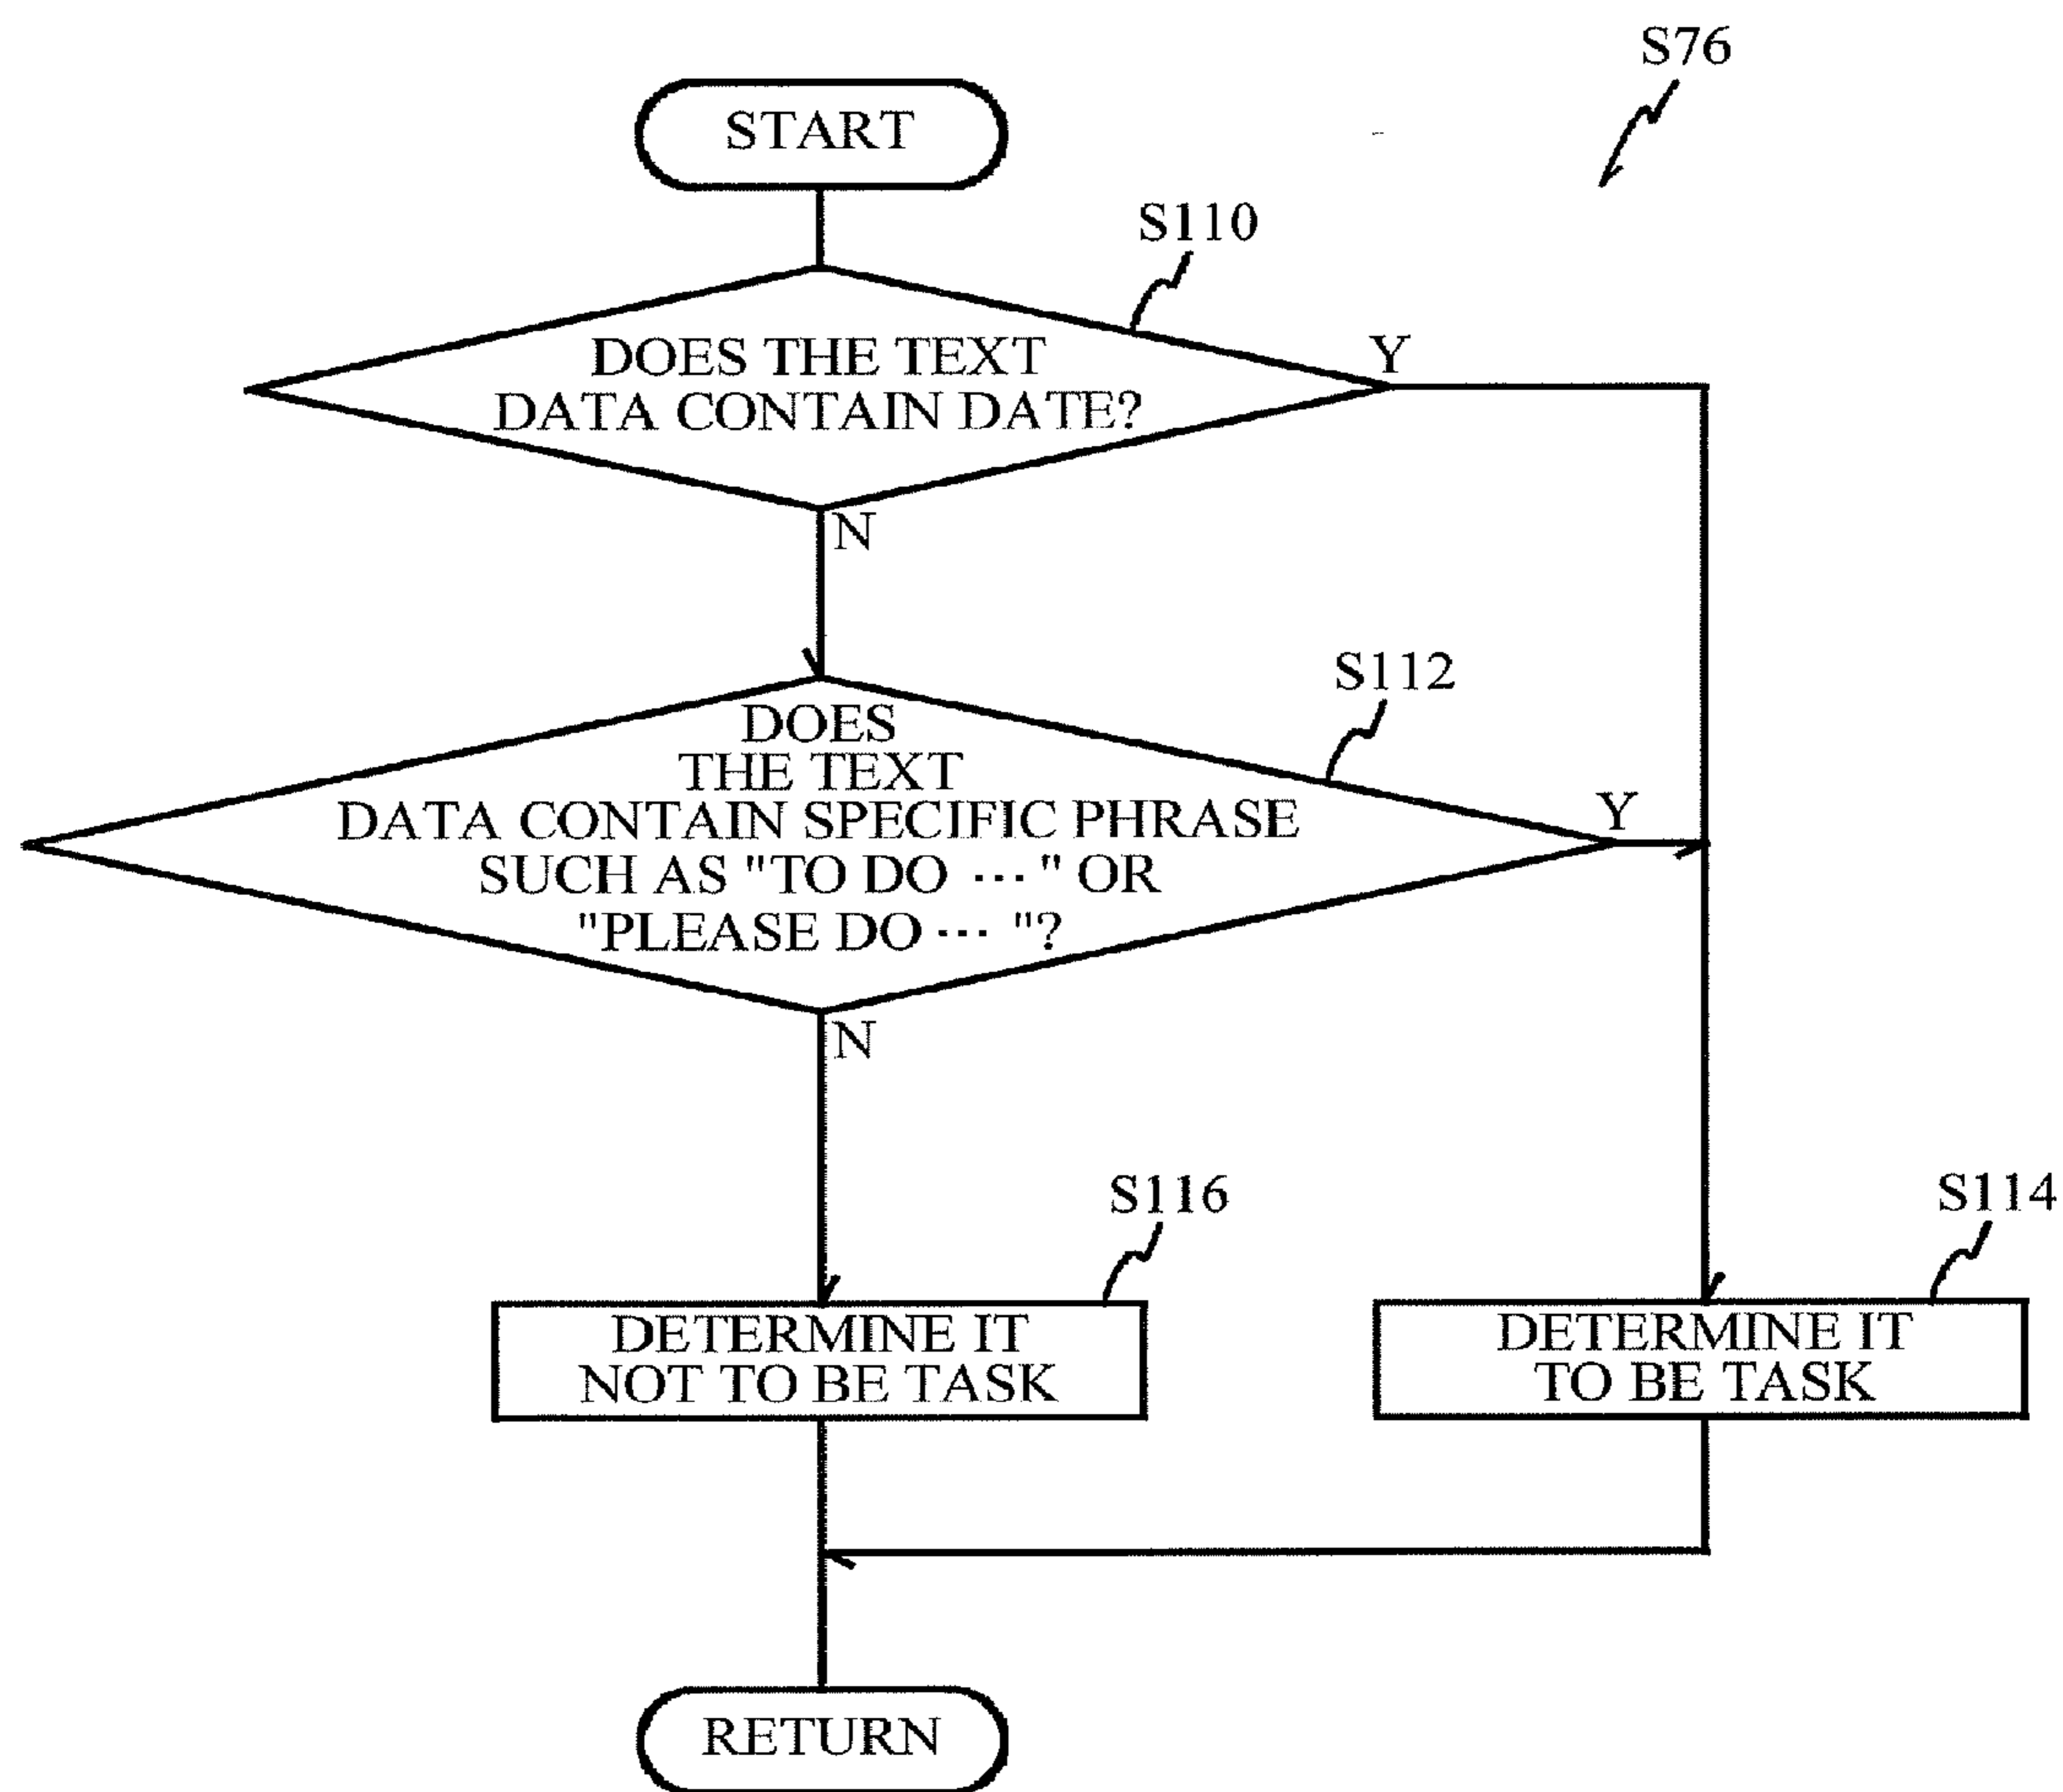 S76
START
S110
DOES THE TEXT
DATA CONTAIN DATE?
Y
N
S112
DOES
THE TEXT
DATA CONTAIN SPECIFIC PHRASE
SUCH AS "TO DO ···" OR
"PLEASE DO ··· "?
Y
N
S116
DETERMINE IT
NOT TO BE TASK
S114
DETERMINE IT
TO BE TASK
RETURN